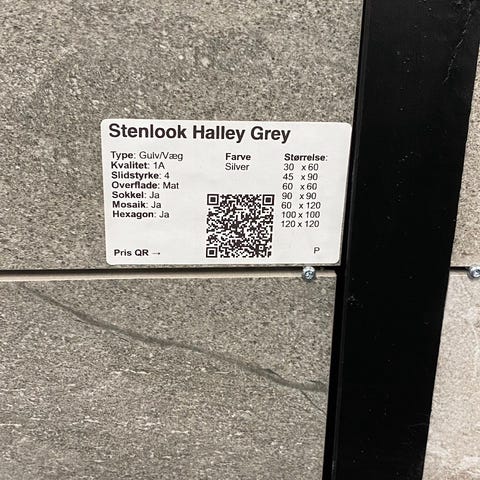 Stenlook Halley Grey
Type: Gulv/Væg
Kvalitet: 1A
Slidstyrke: 4
Overflade: Mat
Sokkel: Ja
Mosaik: Ja
Hexagon: Ja
Farve
Silver
Størrelse:
30 x 60
45 x 90
60 x 60
90 x 90
60 x 120
100 x 100
120 x 120
Pris QR →
P